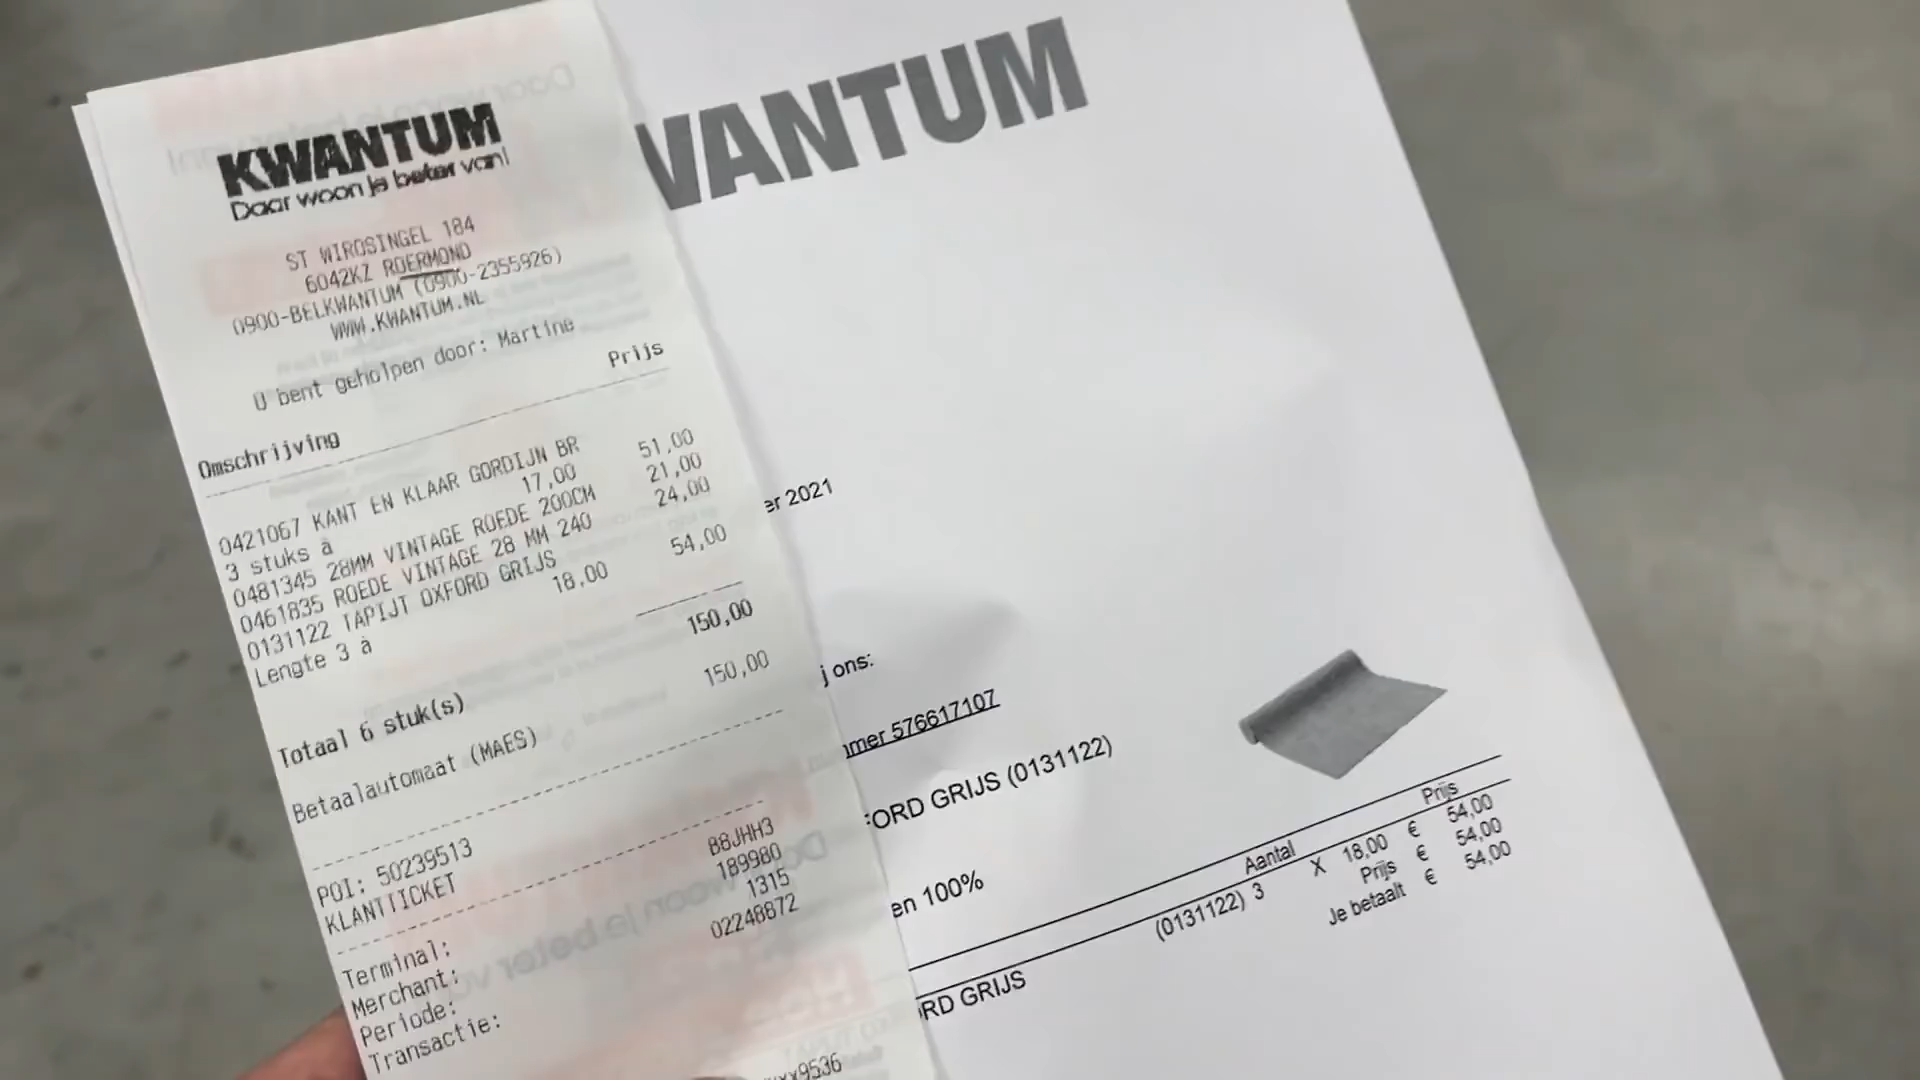 KWANTUM
Daar woon je beter van!
ST WIROSINGEL 184
6042KZ ROERMOND
0900-BELKWANTUM (0900-2355926)
WWW.KWANTUM.NL
U bent geholpen door: Martine
Omschrijving Prijs
0421067 KANT EN KLAAR GORDIJN BR 51,00
3 stuks à 17,00
0481345 28MM VINTAGE ROEDE 200CM 21,00
0461835 ROEDE VINTAGE 28 MM 240 24,00
0131122 TAPIJT OXFORD GRIJS 54,00
Lengte 3 à 18,00
Totaal 6 stuk(s) 150,00
Betaalautomaat (MAES) 150,00
POI: 50239513
KLANTTICKET
Terminal: B8JHH3
Merchant: 189980
Periode: 1315
Transactie: 02248872
xx9536
WANTUM
er 2021
j ons:
mer 576617107
FORD GRIJS (0131122)
en 100%
Aantal Prijs
(0131122) 3 X 18,00 € 54,00
Prijs € 54,00
Je betaalt € 54,00
RD GRIJS